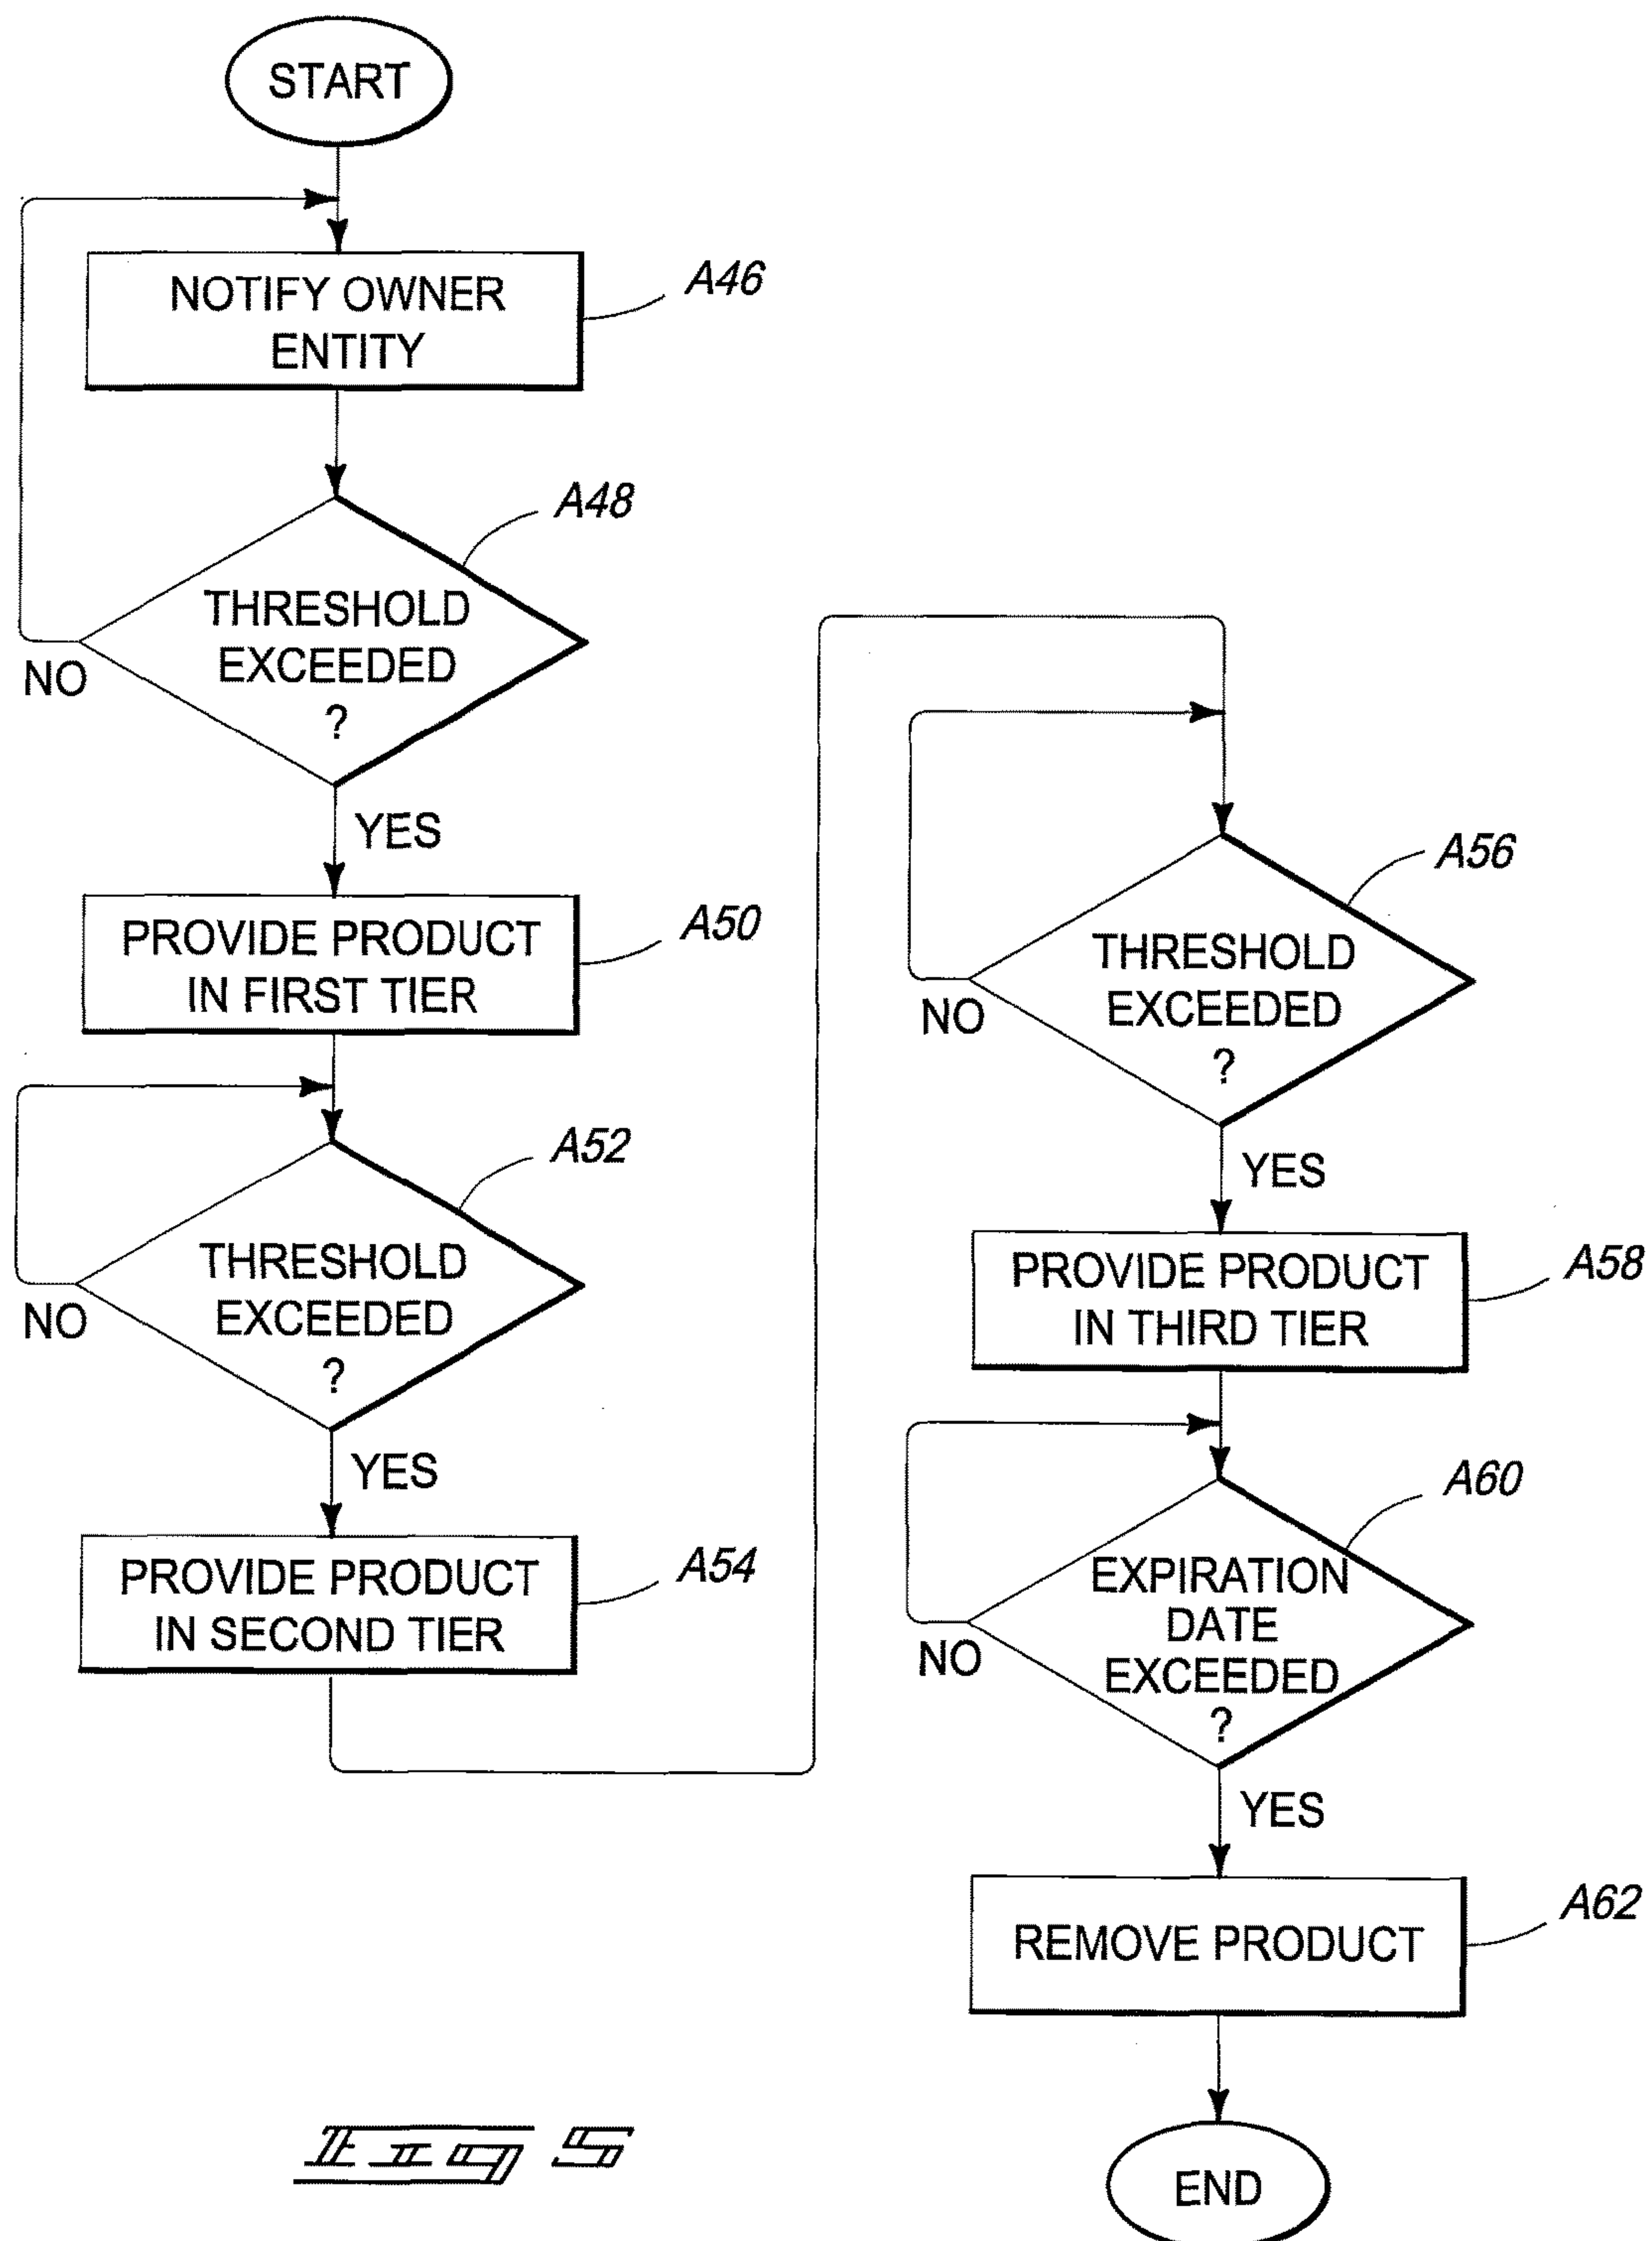 START
NOTIFY OWNER
ENTITY
A46
A48
THRESHOLD
EXCEEDED
?
NO
YES
PROVIDE PRODUCT
IN FIRST TIER
A50
A52
THRESHOLD
EXCEEDED
?
NO
YES
PROVIDE PRODUCT
IN SECOND TIER
A54
A56
THRESHOLD
EXCEEDED
?
NO
YES
PROVIDE PRODUCT
IN THIRD TIER
A58
A60
EXPIRATION
DATE
EXCEEDED
?
NO
YES
REMOVE PRODUCT
A62
END
Fig 5